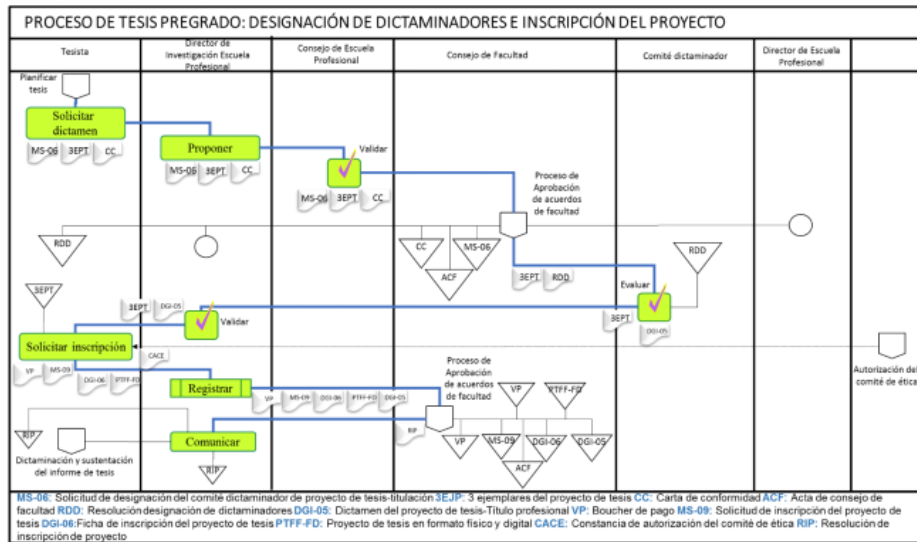 PROCESO DE TESIS PREGRADO: DESIGNACIÓN DE DICTAMINADORES E INSCRIPCIÓN DEL PROYECTO
Tesista
Director de
Investigación Escuela
Profesional
Consejo de Escuela
Profesional
Consejo de Facultad
Comité dictaminador
Director de Escuela
Profesional
Planificar
tesis
Solicitar
dictamen
MS-06 3EPT CC
Proponer
MS-06 3EPT CC
Validar
MS-06 3EPT CC
Proceso de
Aprobación
de acuerdos
de facultad
RDD
CC
ACF
MS-06
RDD
3EPT RDD
Evaluar
3EPT
DGI-05
3EPT
3EPT DGI-05
Validar
Solicitar inscripción
CACE
VP MS-09
DGI-06 PTFF-FD
Autorización del
comité de ética
Registrar
VP MS-09 DGI-06 PTFF-FD DGI-05
Proceso de
Aprobación
de acuerdos
de facultad
VP
PTFF-FD
RIP
Comunicar
RIP
RIP
VP
MS-09
ACF
DGI-06
DGI-05
Dictaminación y sustentación
del informe de tesis
MS-06: Solicitud de designación del comité dictaminador de proyecto de tesis-titulación 3EJP: 3 ejemplares del proyecto de tesis CC: Carta de conformidad ACF: Acta de consejo de
facultad RDD: Resolución designación de dictaminadores DGI-05: Dictamen del proyecto de tesis-Título profesional VP: Boucher de pago MS-09: Solicitud de inscripción del proyecto de
tesis DGI-06:Ficha de inscripción del proyecto de tesis PTFF-FD: Proyecto de tesis en formato físico y digital CACE: Constancia de autorización del comité de ética RIP: Resolución de
inscripción de proyecto